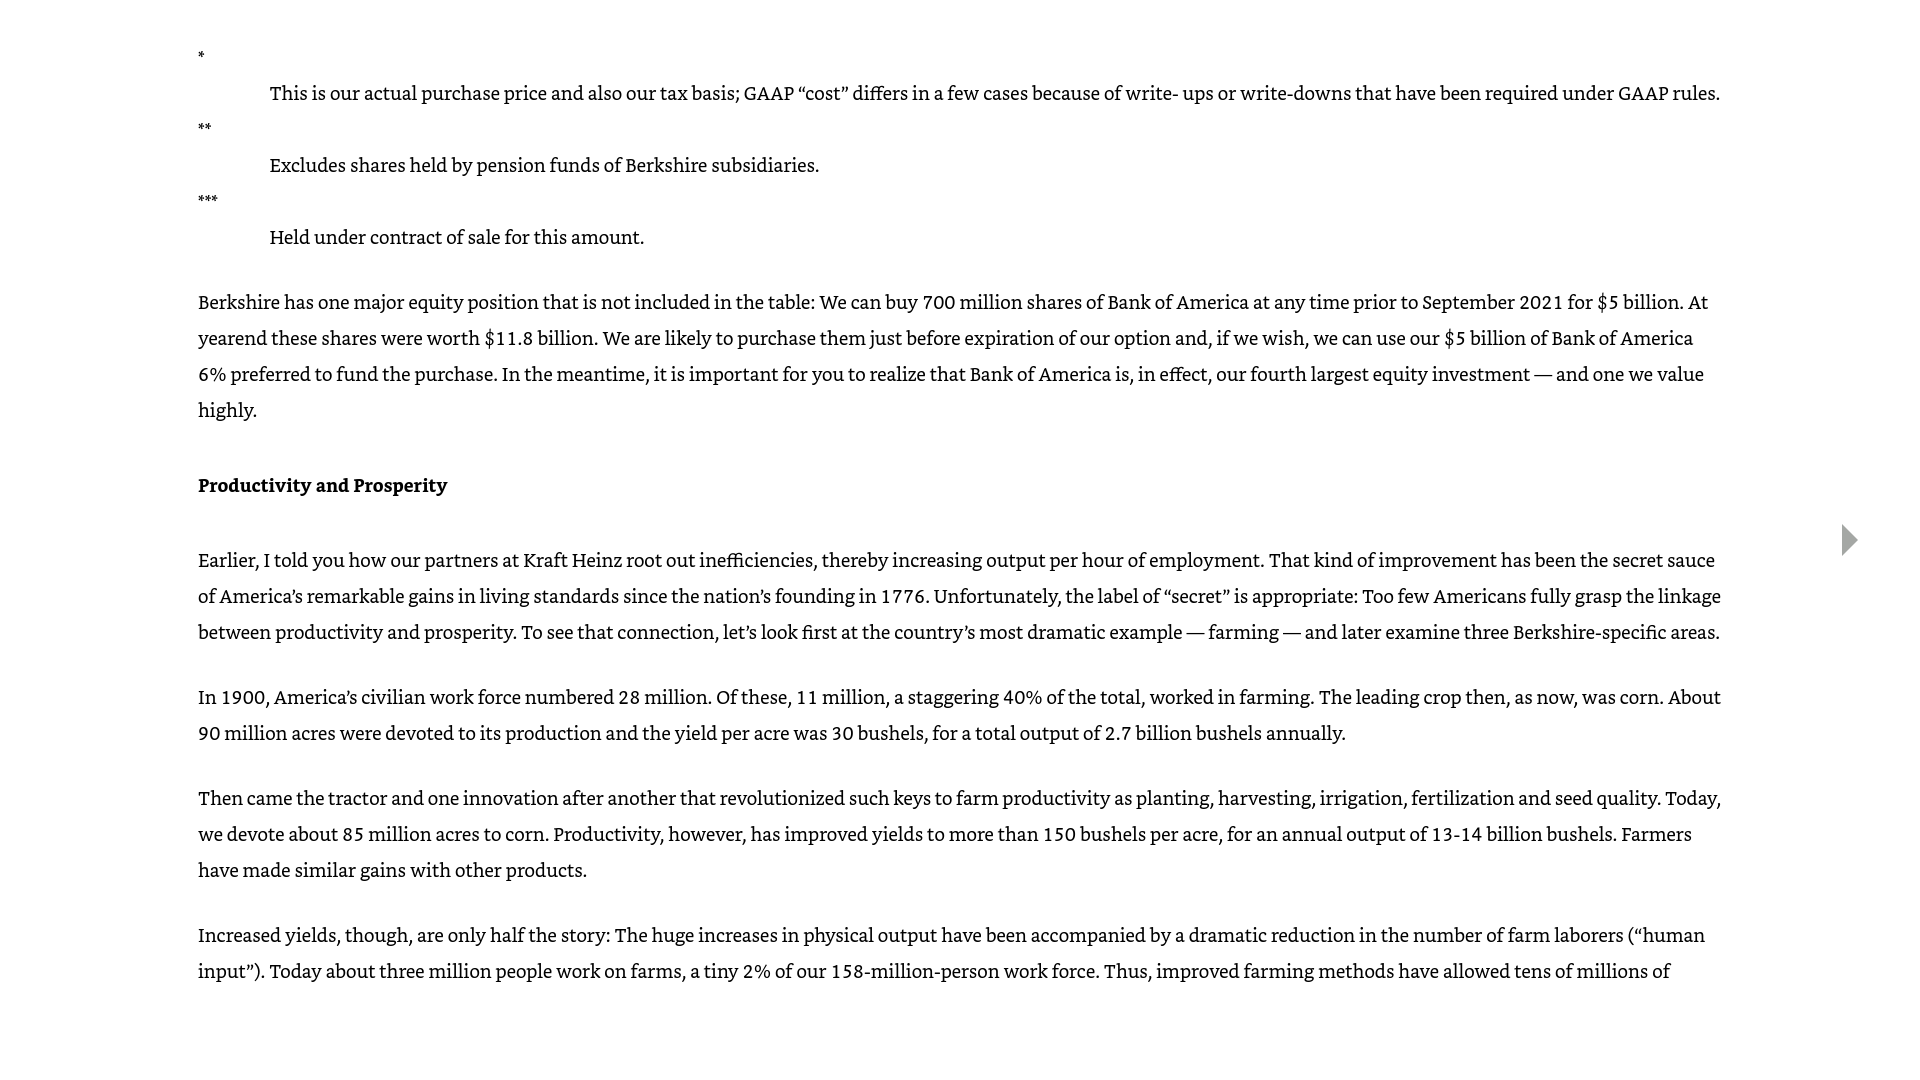 *
This is our actual purchase price and also our tax basis; GAAP “cost” differs in a few cases because of write- ups or write-downs that have been required under GAAP rules.
**
Excludes shares held by pension funds of Berkshire subsidiaries.
***
Held under contract of sale for this amount.
Berkshire has one major equity position that is not included in the table: We can buy 700 million shares of Bank of America at any time prior to September 2021 for $5 billion. At
yearend these shares were worth $11.8 billion. We are likely to purchase them just before expiration of our option and, if we wish, we can use our $5 billion of Bank of America
6% preferred to fund the purchase. In the meantime, it is important for you to realize that Bank of America is, in effect, our fourth largest equity investment — and one we value
highly.
Productivity and Prosperity
Earlier, I told you how our partners at Kraft Heinz root out inefficiencies, thereby increasing output per hour of employment. That kind of improvement has been the secret sauce
of America’s remarkable gains in living standards since the nation’s founding in 1776. Unfortunately, the label of “secret” is appropriate: Too few Americans fully grasp the linkage
between productivity and prosperity. To see that connection, let’s look first at the country’s most dramatic example — farming — and later examine three Berkshire-specific areas.
In 1900, America’s civilian work force numbered 28 million. Of these, 11 million, a staggering 40% of the total, worked in farming. The leading crop then, as now, was corn. About
90 million acres were devoted to its production and the yield per acre was 30 bushels, for a total output of 2.7 billion bushels annually.
Then came the tractor and one innovation after another that revolutionized such keys to farm productivity as planting, harvesting, irrigation, fertilization and seed quality. Today,
we devote about 85 million acres to corn. Productivity, however, has improved yields to more than 150 bushels per acre, for an annual output of 13-14 billion bushels. Farmers
have made similar gains with other products.
Increased yields, though, are only half the story: The huge increases in physical output have been accompanied by a dramatic reduction in the number of farm laborers (“human
input”). Today about three million people work on farms, a tiny 2% of our 158-million-person work force. Thus, improved farming methods have allowed tens of millions of